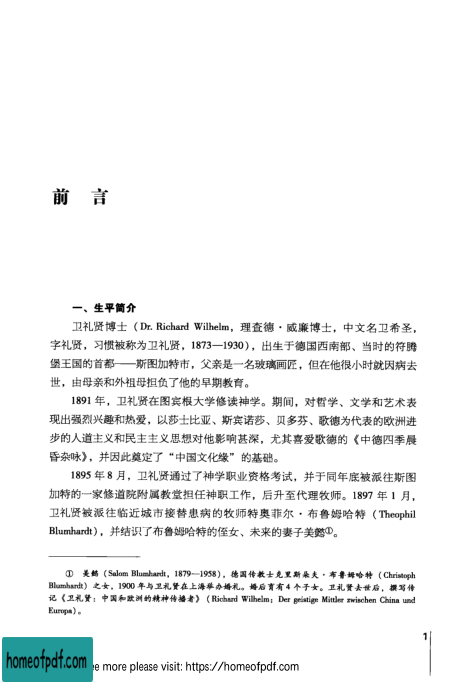 前 言
一、生平简介
卫礼贤博士（Dr. Richard Wilhelm，理查德·威廉博士，中文名卫希圣，
字礼贤，习惯被称为卫礼贤，1873—1930），出生于德国西南部、当时的符腾
堡王国的首都——斯图加特市，父亲是一名玻璃画匠，但在他很小时就因病去
世，由母亲和外祖母担负了他的早期教育。
1891 年，卫礼贤在图宾根大学修读神学。期间，对哲学、文学和艺术表
现出强烈兴趣和热爱，以莎士比亚、斯宾诺莎、贝多芬、歌德为代表的欧洲进
步的人道主义和民主主义思想对他影响甚深，尤其喜爱歌德的《中德四季晨
昏杂咏》，并因此奠定了“中国文化缘”的基础。
1895 年 8 月，卫礼贤通过了神学职业资格考试，并于同年底被派往斯图
加特的一家修道院附属教堂担任神职工作，后升至代理牧师。1897 年 1 月，
卫礼贤被派往临近城市接替患病的牧师特奥菲尔·布鲁姆哈特（Theophil
Blumhardt），并结识了布鲁姆哈特的侄女、未来的妻子美懿①。
① 美懿（Salom Blumhardt，1879—1958），德国传教士克里斯朵夫·布鲁姆哈特（Christoph
Blumhardt）之女，1900 年与卫礼贤在上海举办婚礼。婚后育有 4 个子女。卫礼贤去世后，撰写传
记《卫礼贤：中国和欧洲的精神传播者》（Richard Wilhelm：Der geistige Mittler zwischen China und
Europa）。
1
homeofpdf.com
e more please visit: https://homeofpdf.com